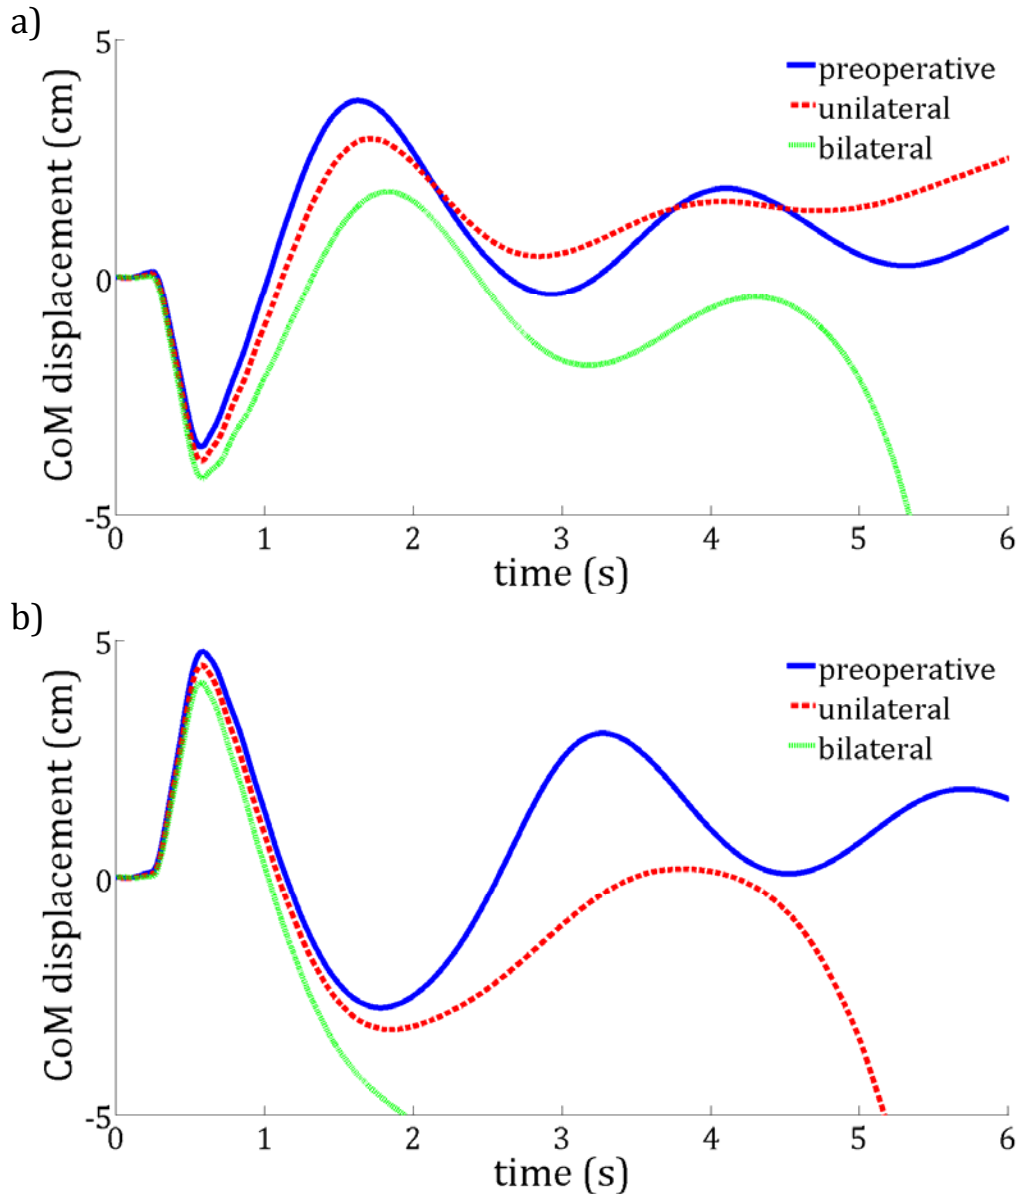 a)
5
preoperative
unilateral
bilateral
CoM displacement (cm)
0
-5
0 1 2 3 4 5 6
time (s)
b)
5
preoperative
unilateral
bilateral
CoM displacement (cm)
0
-5
0 1 2 3 4 5 6
time (s)